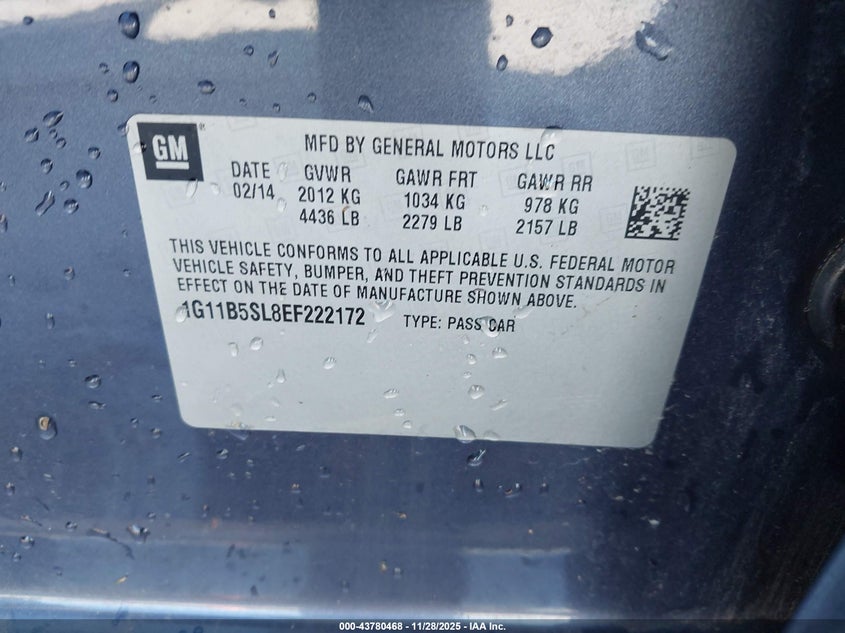 GM ®
MFD BY GENERAL MOTORS LLC
DATE GVWR GAWR FRT GAWR RR
02/14 2012 KG 1034 KG 978 KG
4436 LB 2279 LB 2157 LB
THIS VEHICLE CONFORMS TO ALL APPLICABLE U.S. FEDERAL MOTOR
VEHICLE SAFETY, BUMPER, AND THEFT PREVENTION STANDARDS IN
EFFECT ON THE DATE OF MANUFACTURE SHOWN ABOVE.
1G11B5SL8EF222172 TYPE: PASS CAR
000-43780468 | 11/28/2025 - IAA Inc.